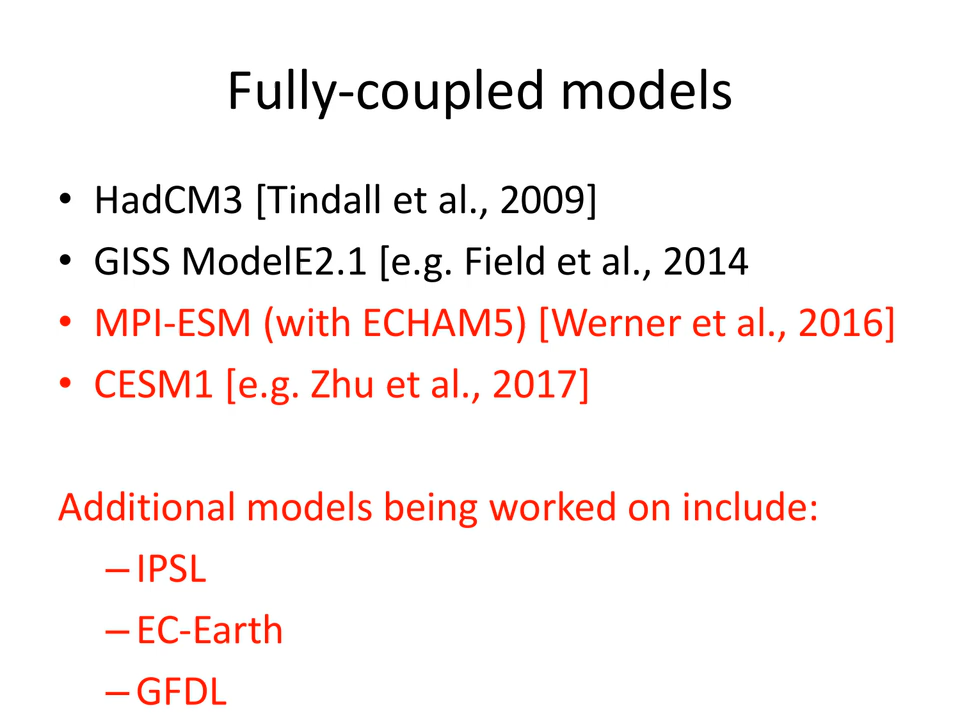 Fully-coupled models
• HadCM3 [Tindall et al., 2009]
• GISS ModelE2.1 [e.g. Field et al., 2014
• MPI-ESM (with ECHAM5) [Werner et al., 2016]
• CESM1 [e.g. Zhu et al., 2017]
Additional models being worked on include:
– IPSL
– EC-Earth
– GFDL